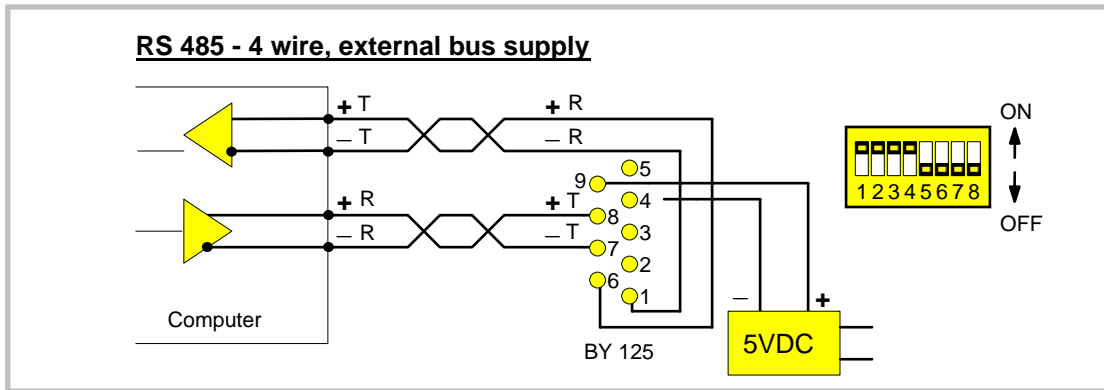 RS 485 - 4 wire, external bus supply
+ T
+ R
ON
– T
– R
5
9
4
1 2 3 4 5 6 7 8
+ R
+ T
8
OFF
3
– R
– T
7
2
6
1
– +
Computer
BY 125
5VDC